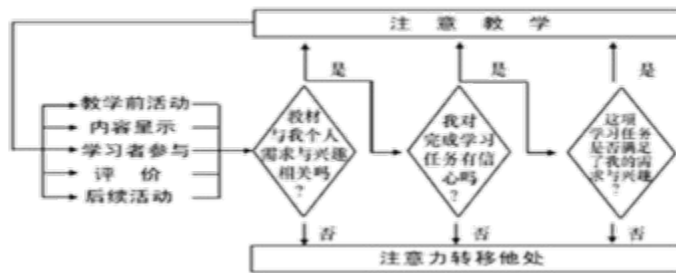 注意教学
是
是
是
教学前活动
内容显示
学习者参与
评 价
后续活动
教材
与我个人
需求与兴趣
相关吗
?
我对
完成学习
任务有信
心吗
?
这项
学习任务
是否满足
了我的需
求与兴趣
?
否
否
否
注意力转移他处